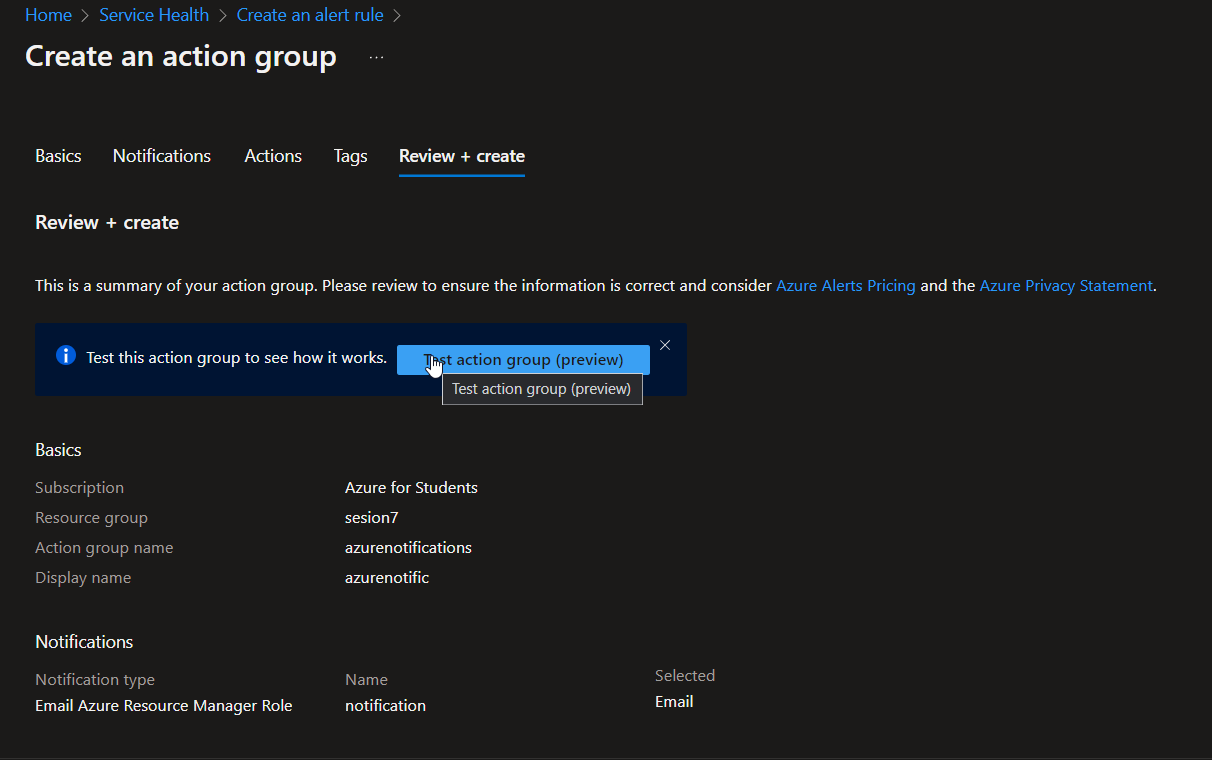 Home > Service Health > Create an alert rule >
Create an action group ...
Basics Notifications Actions Tags Review + create
Review + create
This is a summary of your action group. Please review to ensure the information is correct and consider Azure Alerts Pricing and the Azure Privacy Statement.
Test this action group to see how it works. Test action group (preview)
Test action group (preview)
Basics
Subscription Azure for Students
Resource group sesion7
Action group name azurenotifications
Display name azurenotific
Notifications
Notification type Name Selected
Email Azure Resource Manager Role notification Email